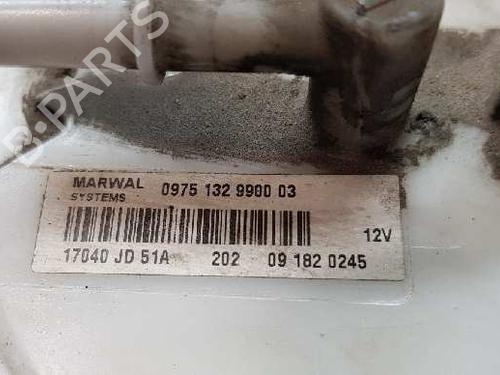 B-PARTS
MARWAL 0975 132 9900 03
SYSTEMS
12V
17040 JD 51A 202 09 182 0245